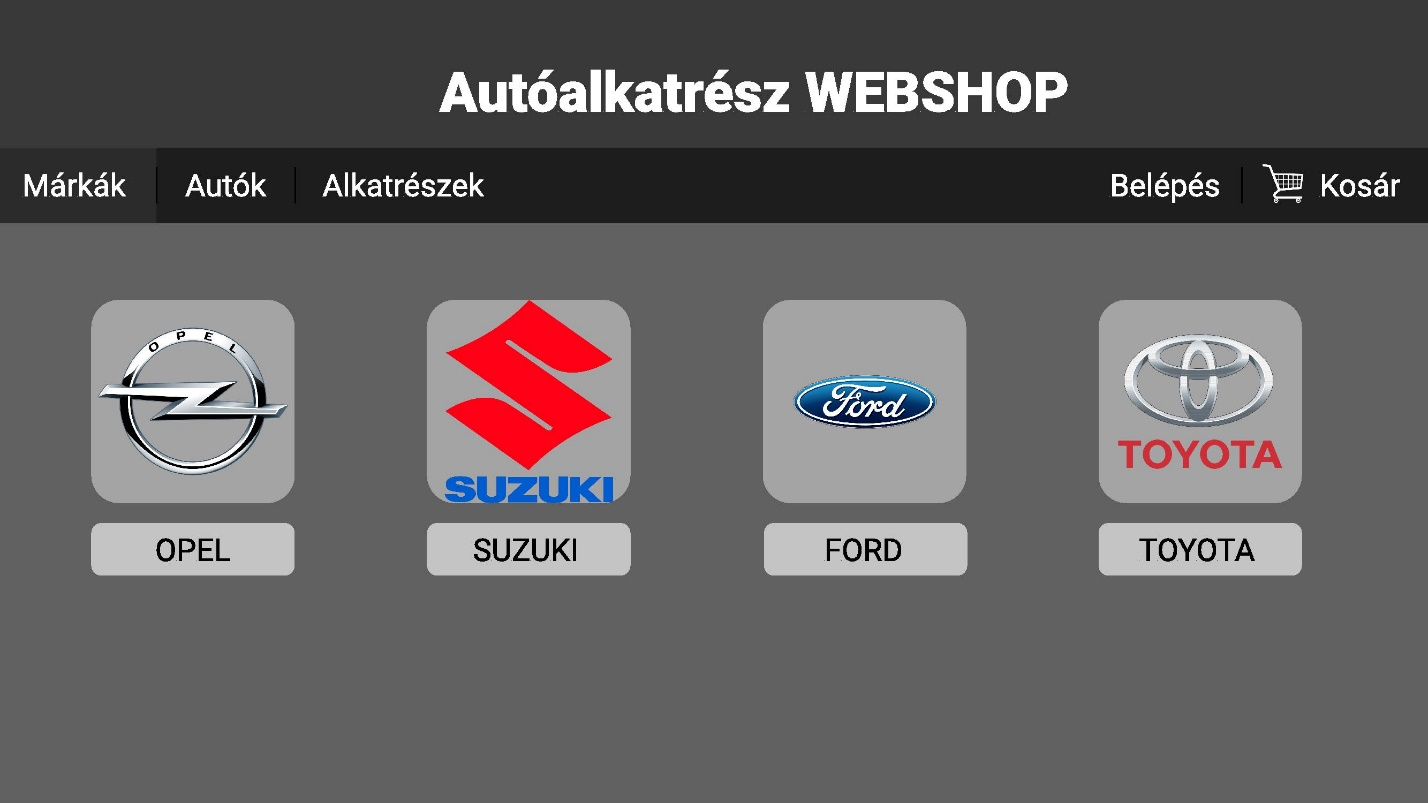 Autóalkatrész WEBSHOP
Márkák Autók Alkatrészek Belépés Kosár
OPEL
SUZUKI
Ford
TOYOTA
OPEL SUZUKI FORD TOYOTA